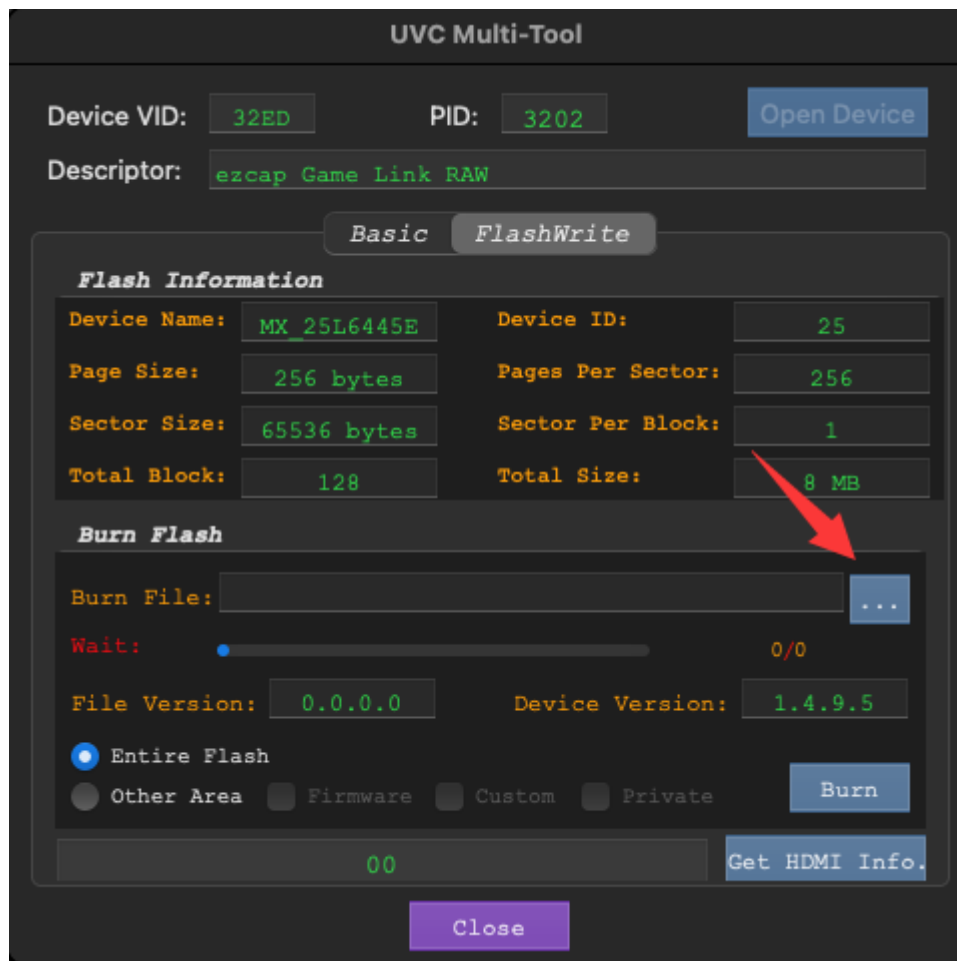 UVC Multi-Tool
Device VID: 32ED PID: 3202 Open Device
Descriptor: ezcap Game Link RAW
Basic FlashWrite
Flash Information
Device Name: MX_25L6445E Device ID: 25
Page Size: 256 bytes Pages Per Sector: 256
Sector Size: 65536 bytes Sector Per Block: 1
Total Block: 128 Total Size: 8 MB
Burn Flash
Burn File: ...
Wait: 0/0
File Version: 0.0.0.0 Device Version: 1.4.9.5
Entire Flash
Other Area Firmware Custom Private Burn
00 Get HDMI Info.
Close